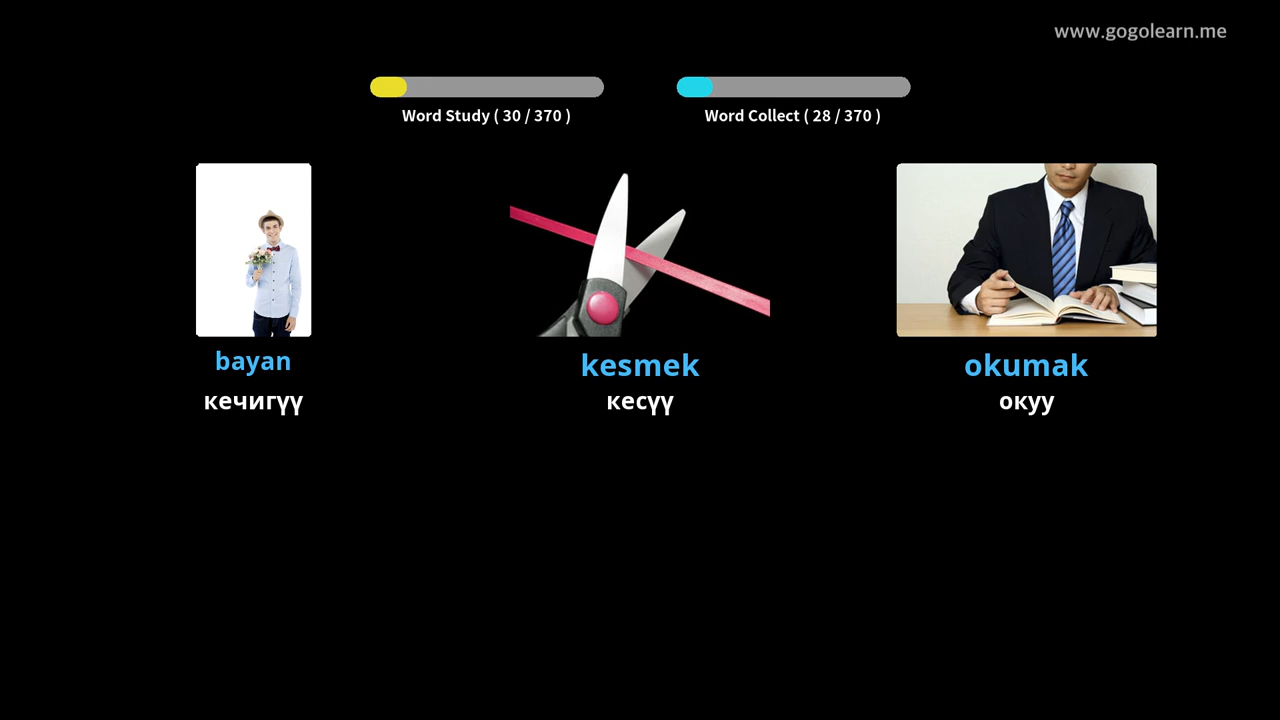 www.gogolearn.me
Word Study ( 30 / 370 )
Word Collect ( 28 / 370 )
bayan
kesmek
okumak
кечигүү
кесүү
окуу